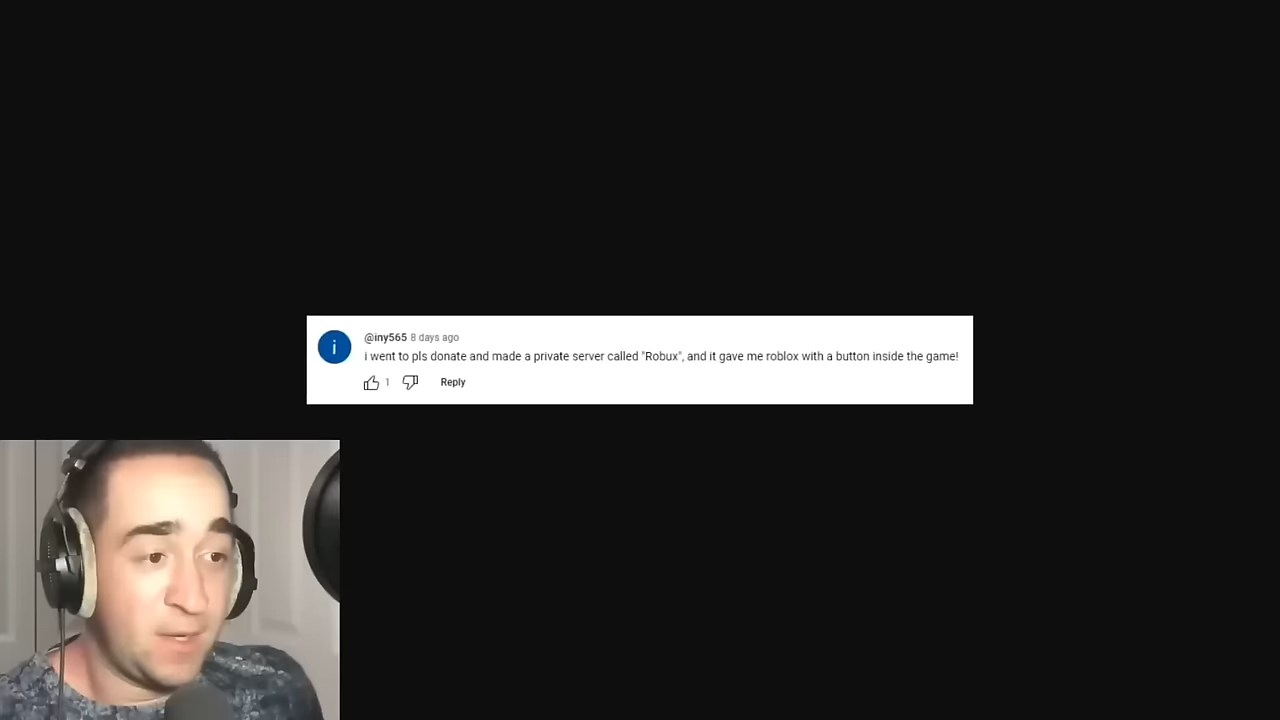 @iny565 8 days ago
i went to pls donate and made a private server called "Robux", and it gave me roblox with a button inside the game!
1 Reply
i